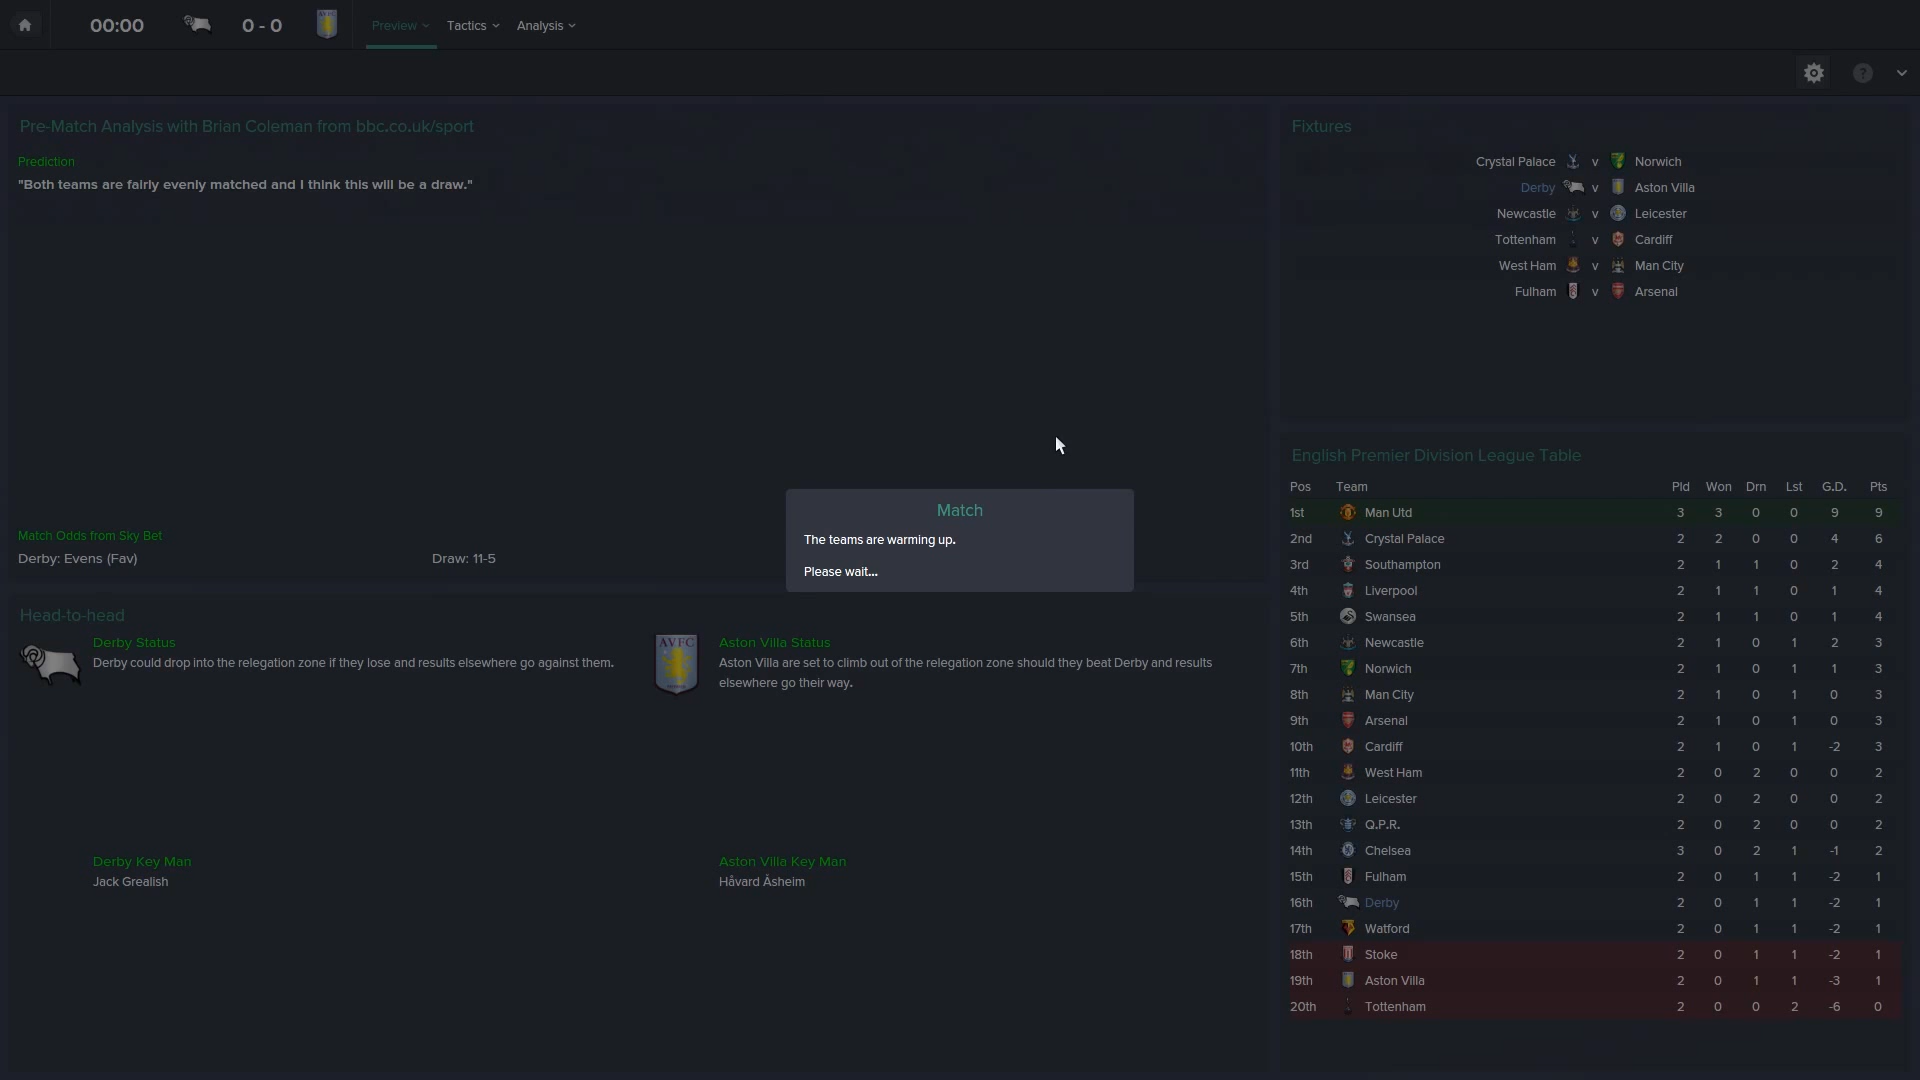 00:00 0 - 0 Preview Tactics Analysis
?
Pre-Match Analysis with Brian Coleman from bbc.co.uk/sport
Prediction
"Both teams are fairly evenly matched and I think this will be a draw."
Match Odds from Sky Bet
Derby: Evens (Fav) Draw: 11-5
Match
The teams are warming up.
Please wait...
Head-to-head
Derby Status
Derby could drop into the relegation zone if they lose and results elsewhere go against them.
AVFC
Aston Villa Status
Aston Villa are set to climb out of the relegation zone should they beat Derby and results
elsewhere go their way.
Derby Key Man
Jack Grealish
Aston Villa Key Man
Håvard Åsheim
Fixtures
Crystal Palace v Norwich
Derby v Aston Villa
Newcastle v Leicester
Tottenham v Cardiff
West Ham v Man City
Fulham v Arsenal
English Premier Division League Table
Pos Team Pld Won Drn Lst G.D. Pts
1st Man Utd 3 3 0 0 9 9
2nd Crystal Palace 2 2 0 0 4 6
3rd Southampton 2 1 1 0 2 4
4th Liverpool 2 1 1 0 1 4
5th Swansea 2 1 1 0 1 4
6th Newcastle 2 1 0 1 2 3
7th Norwich 2 1 0 1 1 3
8th Man City 2 1 0 1 0 3
9th Arsenal 2 1 0 1 0 3
10th Cardiff 2 1 0 1 -2 3
11th West Ham 2 0 2 0 0 2
12th Leicester 2 0 2 0 0 2
13th Q.P.R. 2 0 2 0 0 2
14th Chelsea 3 0 2 1 -1 2
15th Fulham 2 0 1 1 -2 1
16th Derby 2 0 1 1 -2 1
17th Watford 2 0 1 1 -2 1
18th Stoke 2 0 1 1 -2 1
19th Aston Villa 2 0 1 1 -3 1
20th Tottenham 2 0 0 2 -6 0